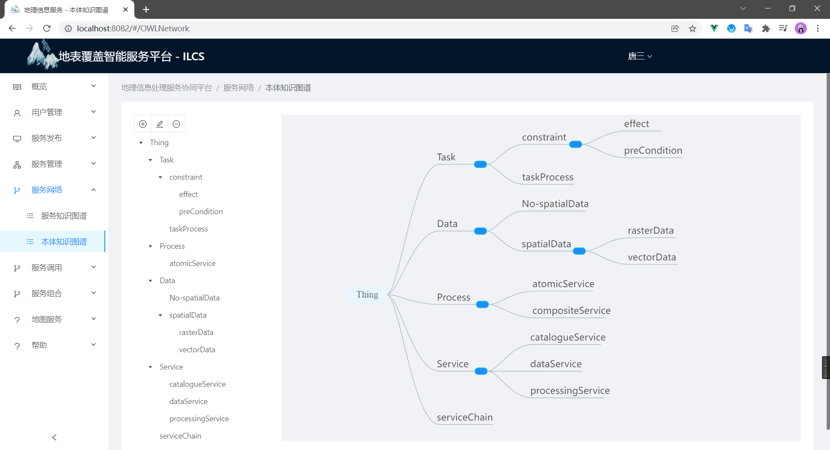 地理信息服务 - 本体知识图谱
localhost:8082/#/OWLNetwork
地表覆盖智能服务平台 - ILCS
唐三
概览
用户管理
服务发布
服务管理
服务网络
服务知识图谱
本体知识图谱
服务调用
服务组合
地图服务
帮助
地理信息处理服务协同平台 / 服务网络 / 本体知识图谱
Thing
Task
constraint
effect
preCondition
taskProcess
Process
atomicService
Data
No-spatialData
spatialData
rasterData
vectorData
Service
catalogueService
dataService
processingService
serviceChain
Thing
Task
constraint
effect
preCondition
taskProcess
Data
No-spatialData
spatialData
rasterData
vectorData
Process
atomicService
compositeService
Service
catalogueService
dataService
processingService
serviceChain